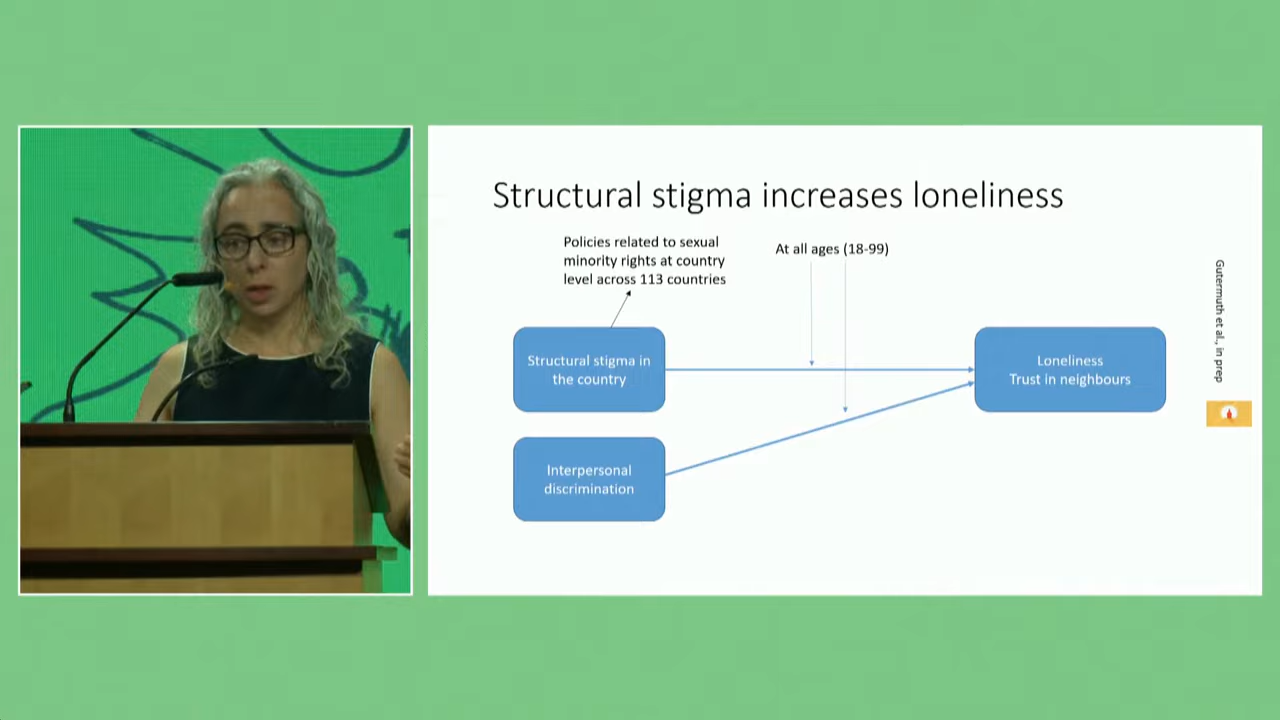 Structural stigma increases loneliness
Policies related to sexual
minority rights at country
level across 113 countries
At all ages (18-99)
Structural stigma in
the country
Loneliness
Trust in neighbours
Interpersonal
discrimination
Gutermuth et al., in prep